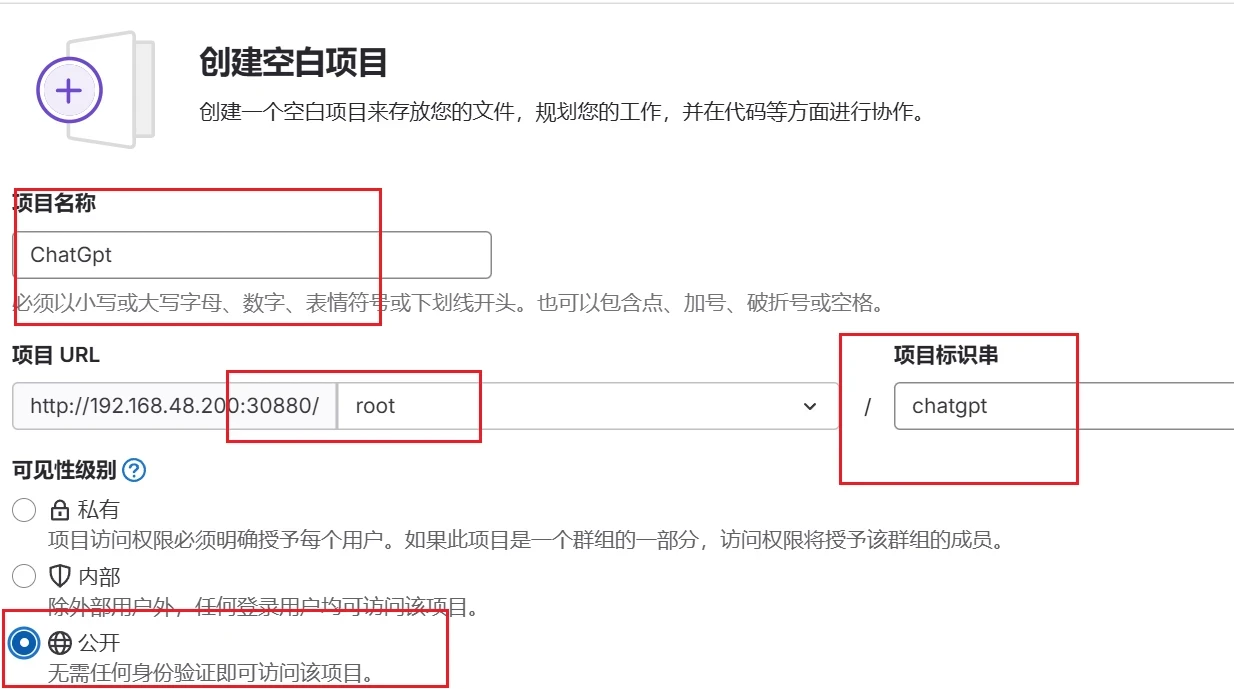 创建空白项目
创建一个空白项目来存放您的文件，规划您的工作，并在代码等方面进行协作。
项目名称
ChatGpt
必须以小写或大写字母、数字、表情符号或下划线开头。也可以包含点、加号、破折号或空格。
项目 URL
项目标识串
http://192.168.48.200:30880/ root / chatgpt
可见性级别 ?
私有
项目访问权限必须明确授予每个用户。如果此项目是一个群组的一部分，访问权限将授予该群组的成员。
内部
除外部用户外，任何登录用户均可访问该项目。
公开
无需任何身份验证即可访问该项目。